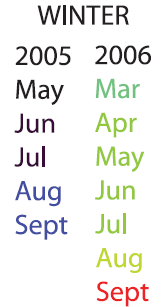 WINTER
2005 2006
May Mar
Jun Apr
Jul May
Aug Jun
Sept Jul
Aug
Sept